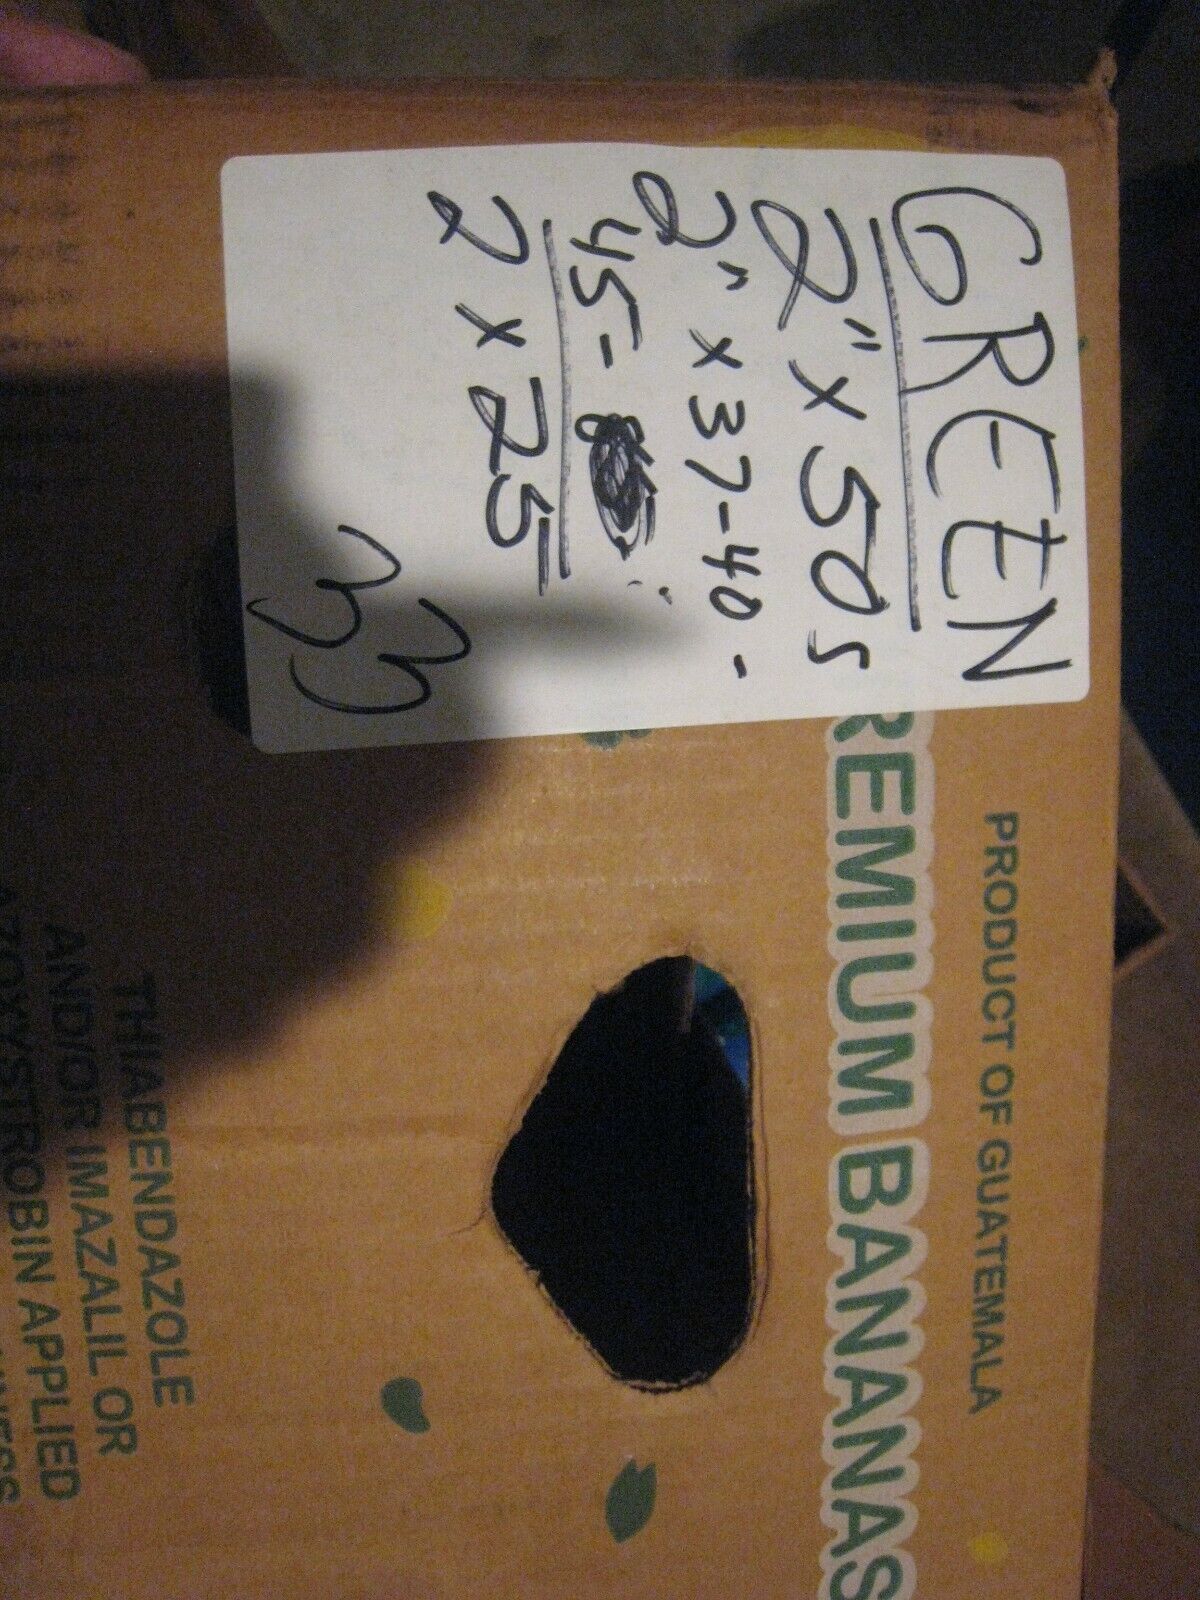 GREEN
2" x 50s
2" x 37-40 -
45-
2 x 25
33
PRODUCT OF GUATEMALA
REMIUM BANANAS
THIABENDAZOLE
AND/OR IMAZALIL OR
AZOXYSTROBIN APPLIED